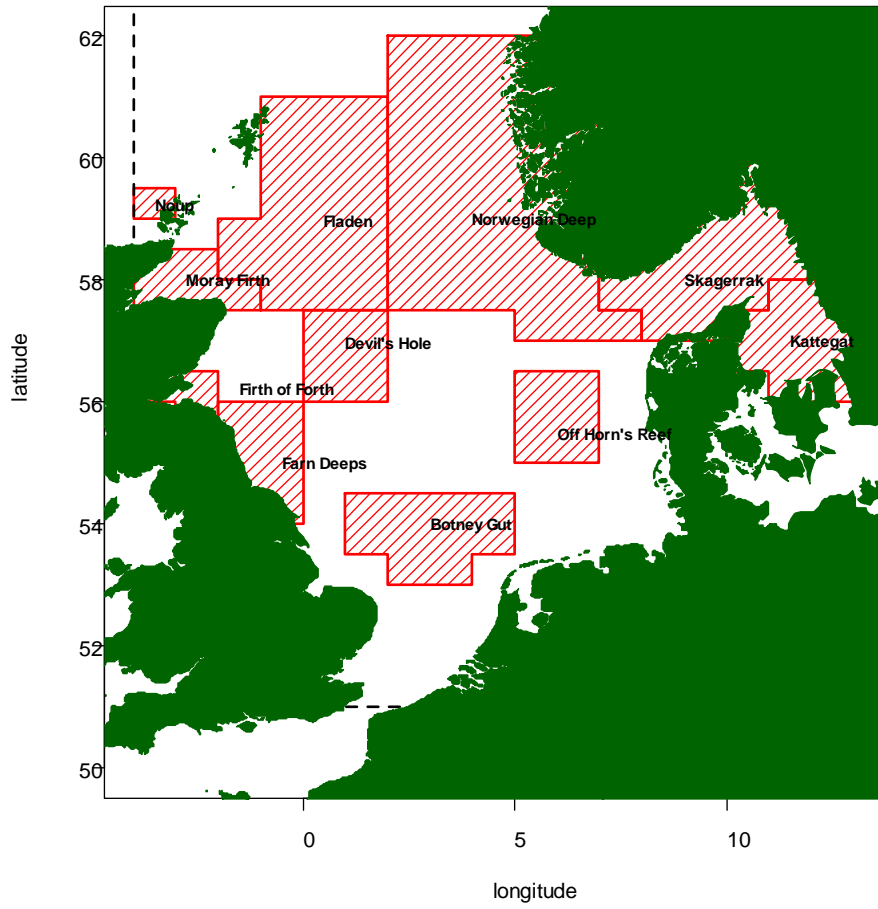 62
60
Noup
Fladen
Norwegian Deep
58
Moray Firth
Skagerrak
Devil's Hole
Kattegat
latitude
Firth of Forth
56
Off Horn's Reef
Farn Deeps
54
Botney Gut
52
50
0 5 10
longitude